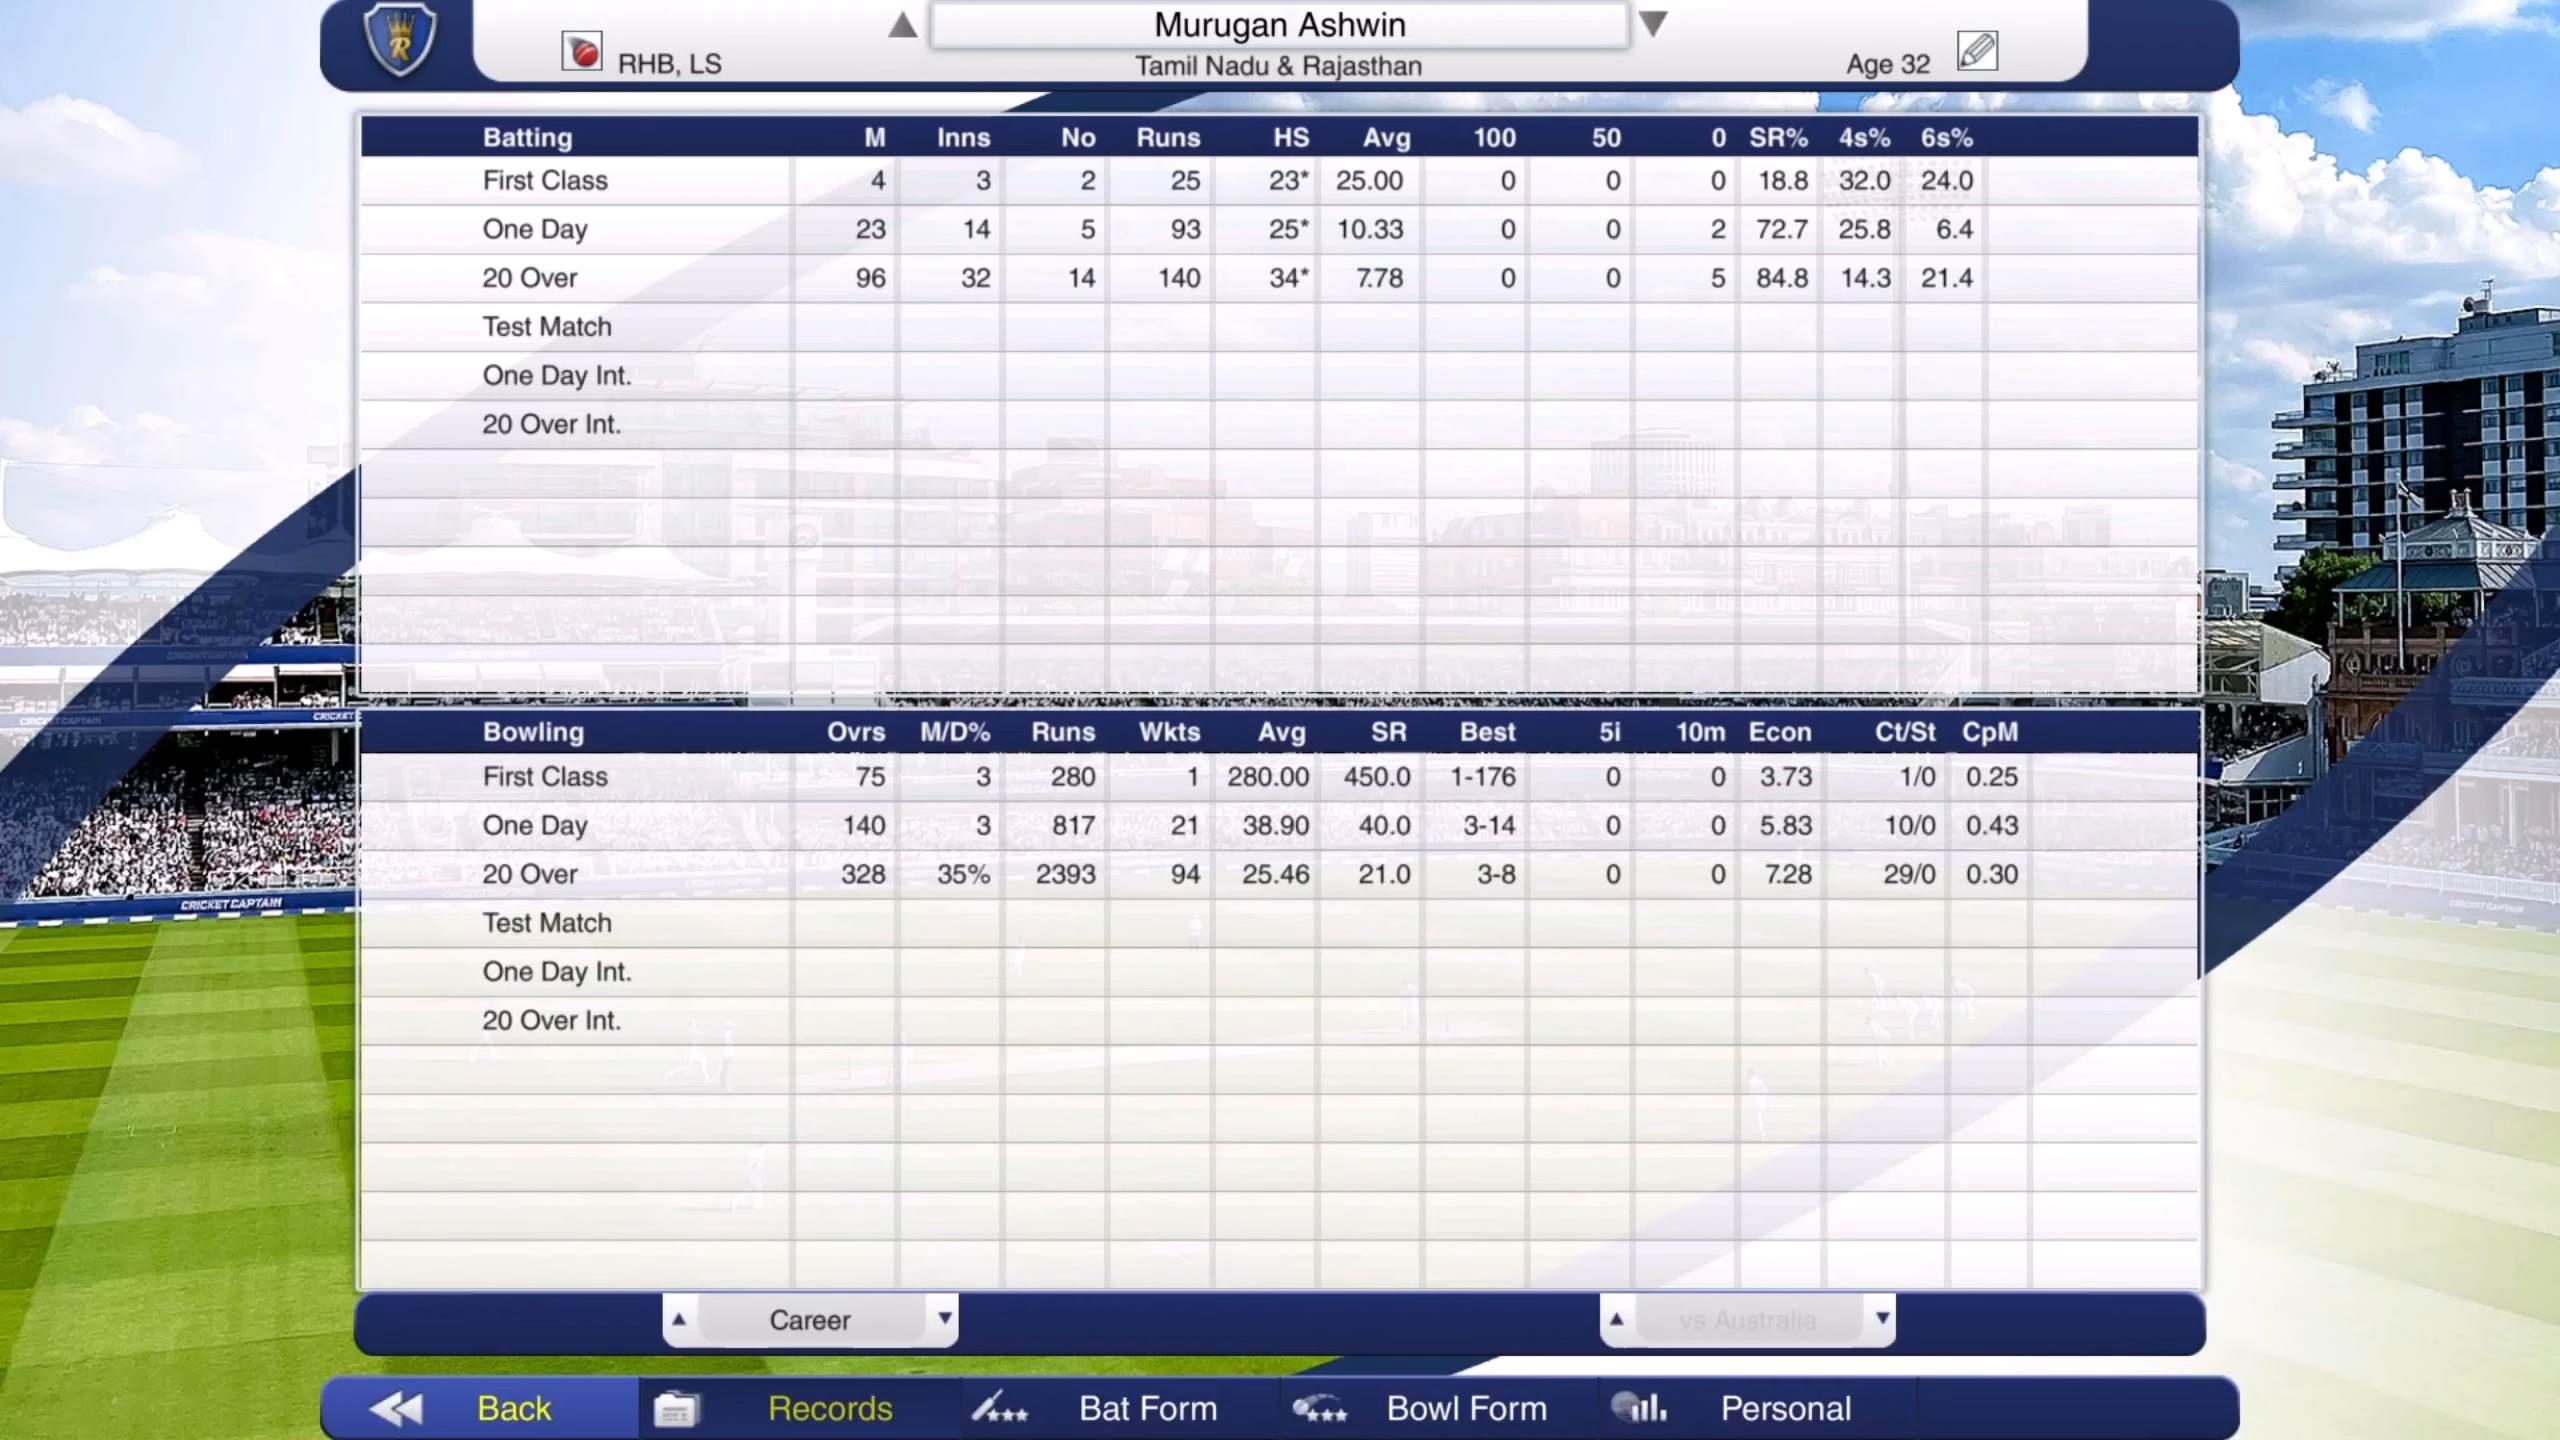 R
RHB, LS
Murugan Ashwin
Tamil Nadu & Rajasthan
Age 32
Batting M Inns No Runs HS Avg 100 50 0 SR% 4s% 6s%
First Class 4 3 2 25 23* 25.00 0 0 0 18.8 32.0 24.0
One Day 23 14 5 93 25* 10.33 0 0 2 72.7 25.8 6.4
20 Over 96 32 14 140 34* 7.78 0 0 5 84.8 14.3 21.4
Test Match
One Day Int.
20 Over Int.
Bowling Ovrs M/D% Runs Wkts Avg SR Best 5i 10m Econ Ct/St CpM
First Class 75 3 280 1 280.00 450.0 1-176 0 0 3.73 1/0 0.25
One Day 140 3 817 21 38.90 40.0 3-14 0 0 5.83 10/0 0.43
20 Over 328 35% 2393 94 25.46 21.0 3-8 0 0 7.28 29/0 0.30
Test Match
One Day Int.
20 Over Int.
CRICKET CAPTAIN
CRICKET
CRICKET CAPTAIN
Career
vs Australia
Back
Records
Bat Form
Bowl Form
Personal